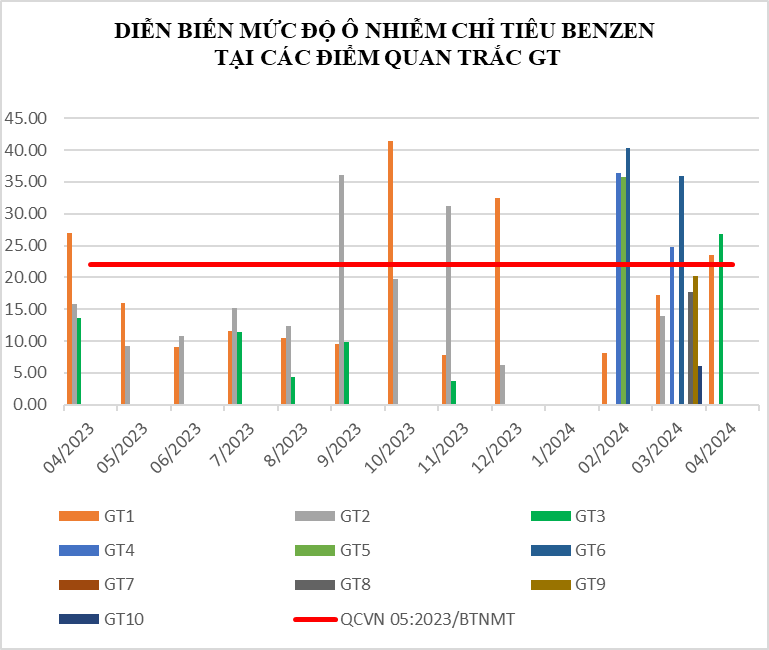 DIỄN BIẾN MỨC ĐỘ Ô NHIỄM CHỈ TIÊU BENZEN
TẠI CÁC ĐIỂM QUAN TRẮC GT
45.00
40.00
35.00
30.00
25.00
20.00
15.00
10.00
5.00
0.00
04/2023
05/2023
06/2023
7/2023
8/2023
9/2023
10/2023
11/2023
12/2023
1/2024
02/2024
03/2024
04/2024
GT1
GT2
GT3
GT4
GT5
GT6
GT7
GT8
GT9
GT10
QCVN 05:2023/BTNMT